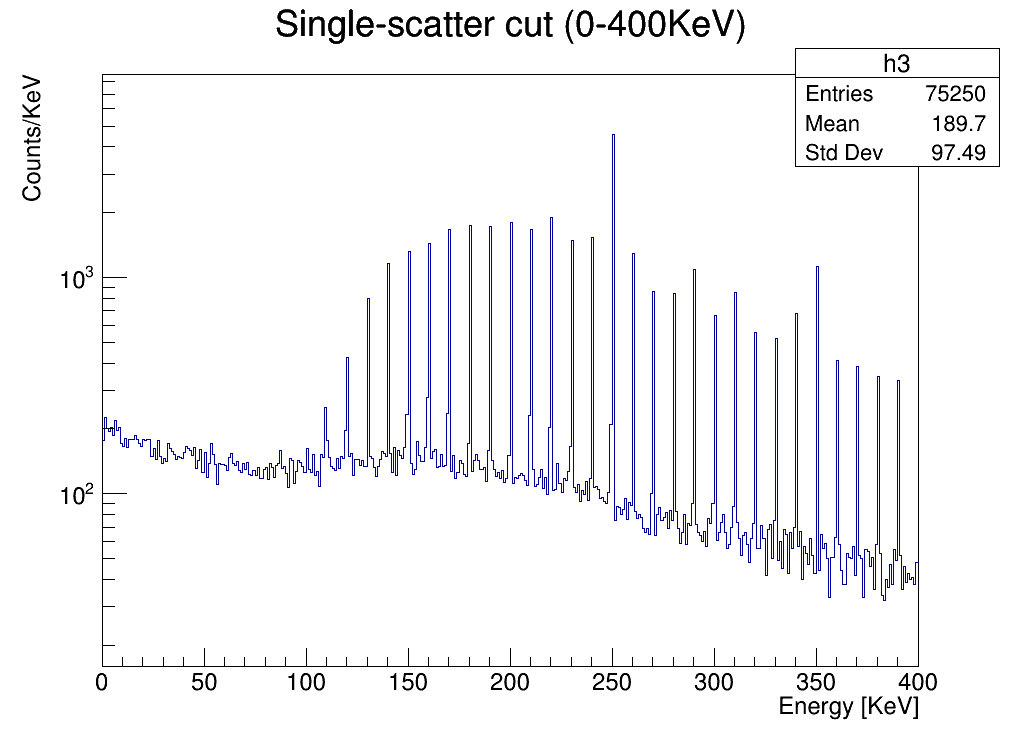 Single-scatter cut (0-400KeV)
h3
Entries 75250
Mean 189.7
Std Dev 97.49
Counts/KeV
10³
10²
0 50 100 150 200 250 300 350 400
Energy [KeV]